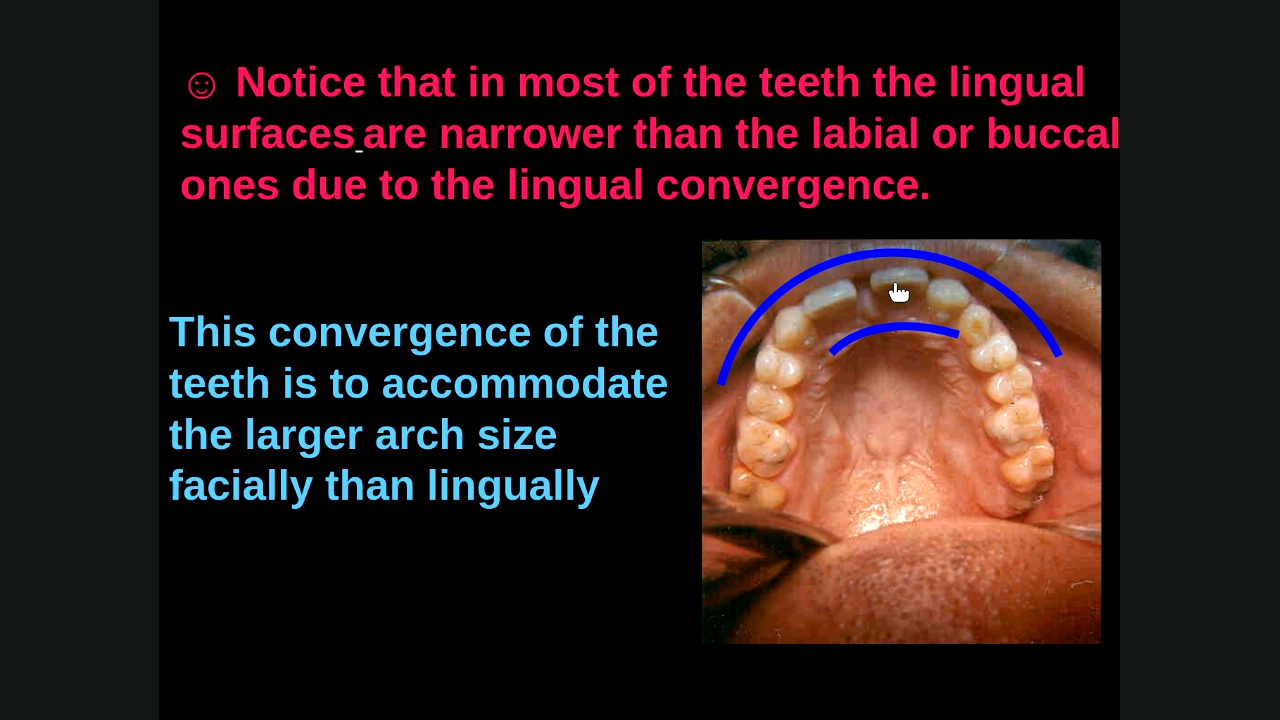 ☺ Notice that in most of the teeth the lingual
surfaces are narrower than the labial or buccal
ones due to the lingual convergence.
This convergence of the
teeth is to accommodate
the larger arch size
facially than lingually